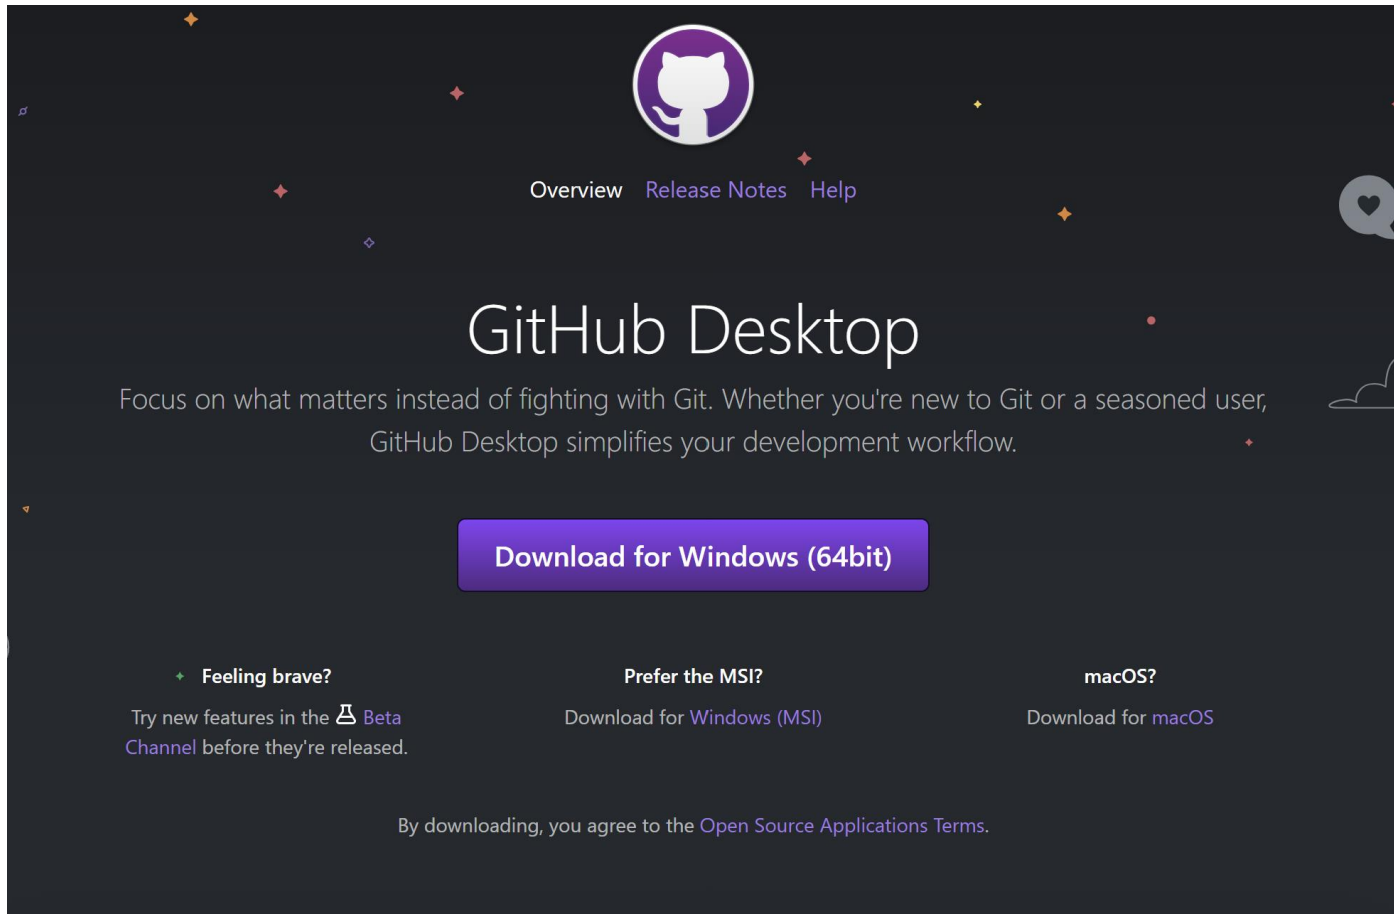 Overview Release Notes Help
GitHub Desktop
Focus on what matters instead of fighting with Git. Whether you're new to Git or a seasoned user,
GitHub Desktop simplifies your development workflow.
Download for Windows (64bit)
Feeling brave?
Try new features in the Beta
Channel before they're released.
Prefer the MSI?
Download for Windows (MSI)
macOS?
Download for macOS
By downloading, you agree to the Open Source Applications Terms.